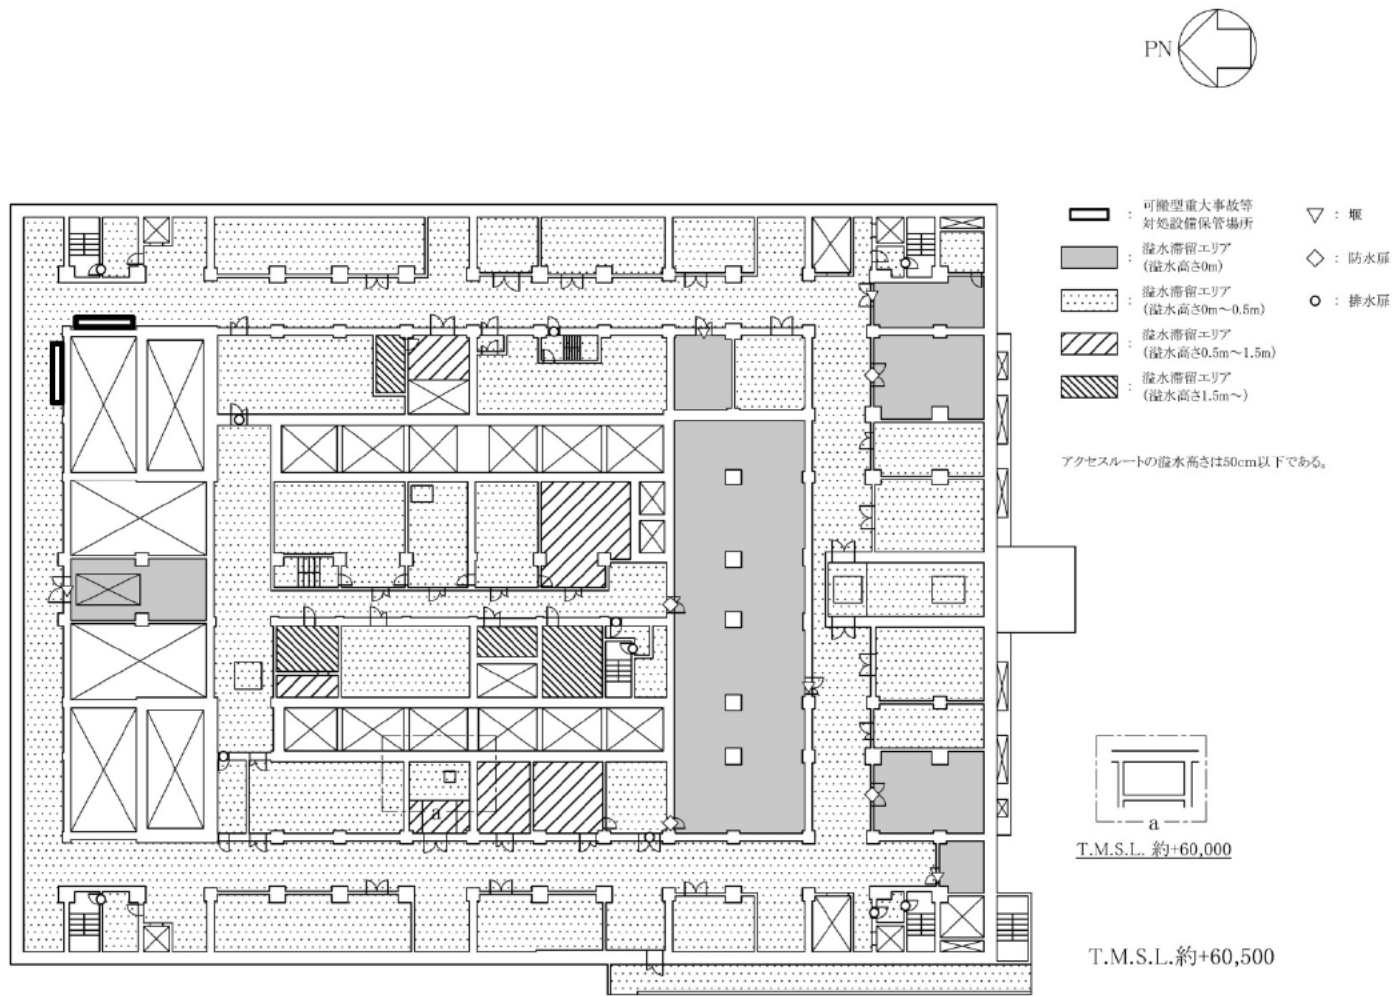 PN
： 可搬型重大事故等
対処設備保管場所
： 溢水滞留エリア
(溢水高さ0m)
： 溢水滞留エリア
(溢水高さ0m～0.5m)
： 溢水滞留エリア
(溢水高さ0.5m～1.5m)
： 溢水滞留エリア
(溢水高さ1.5m～)
： 堰
： 防水扉
： 排水扉
アクセスルートの溢水高さは50cm以下である。
a
a
T.M.S.L. 約+60,000
T.M.S.L.約+60,500